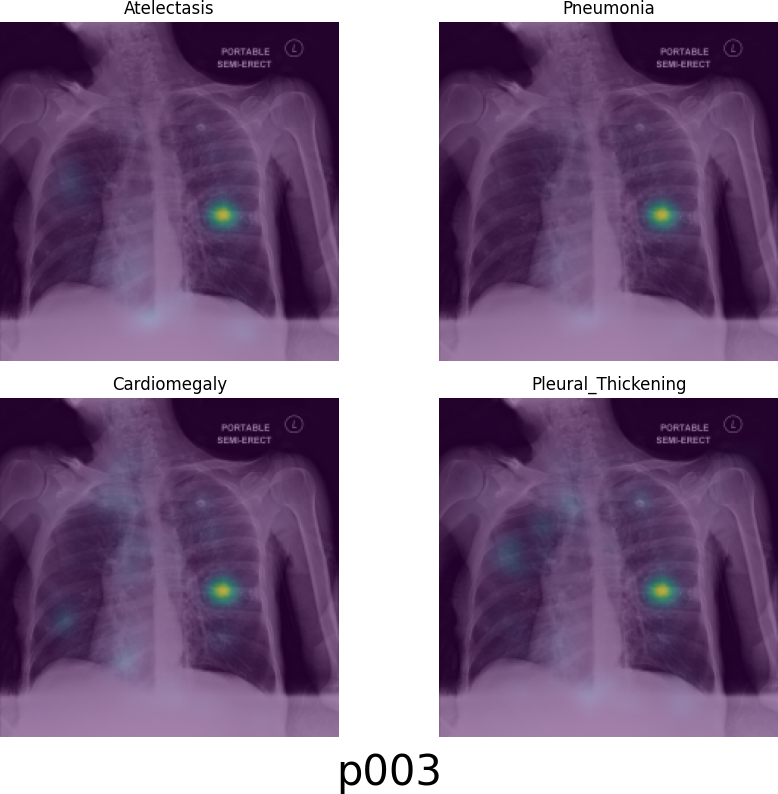 Atelectasis
PORTABLE L
SEMI-ERECT
Pneumonia
PORTABLE L
SEMI-ERECT
Cardiomegaly
PORTABLE L
SEMI-ERECT
Pleural_Thickening
PORTABLE L
SEMI-ERECT
p003